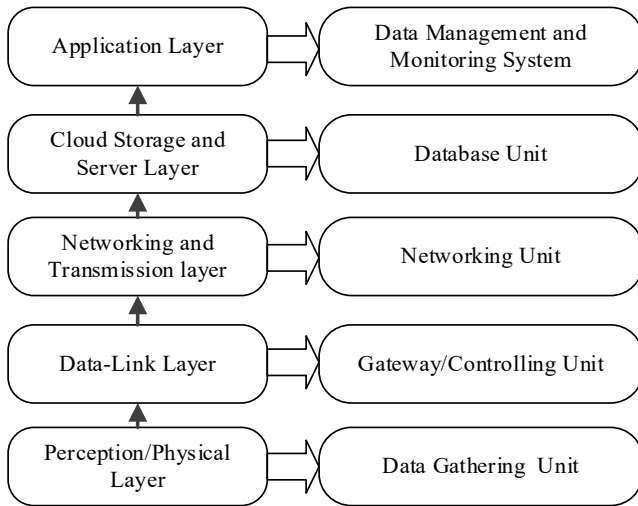 Application Layer
Data Management and
Monitoring System
Cloud Storage and
Server Layer
Database Unit
Networking and
Transmission layer
Networking Unit
Data-Link Layer
Gateway/Controlling Unit
Perception/Physical
Layer
Data Gathering Unit